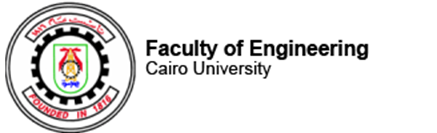 Faculty of Engineering
Cairo University
FOUNDED IN 1816